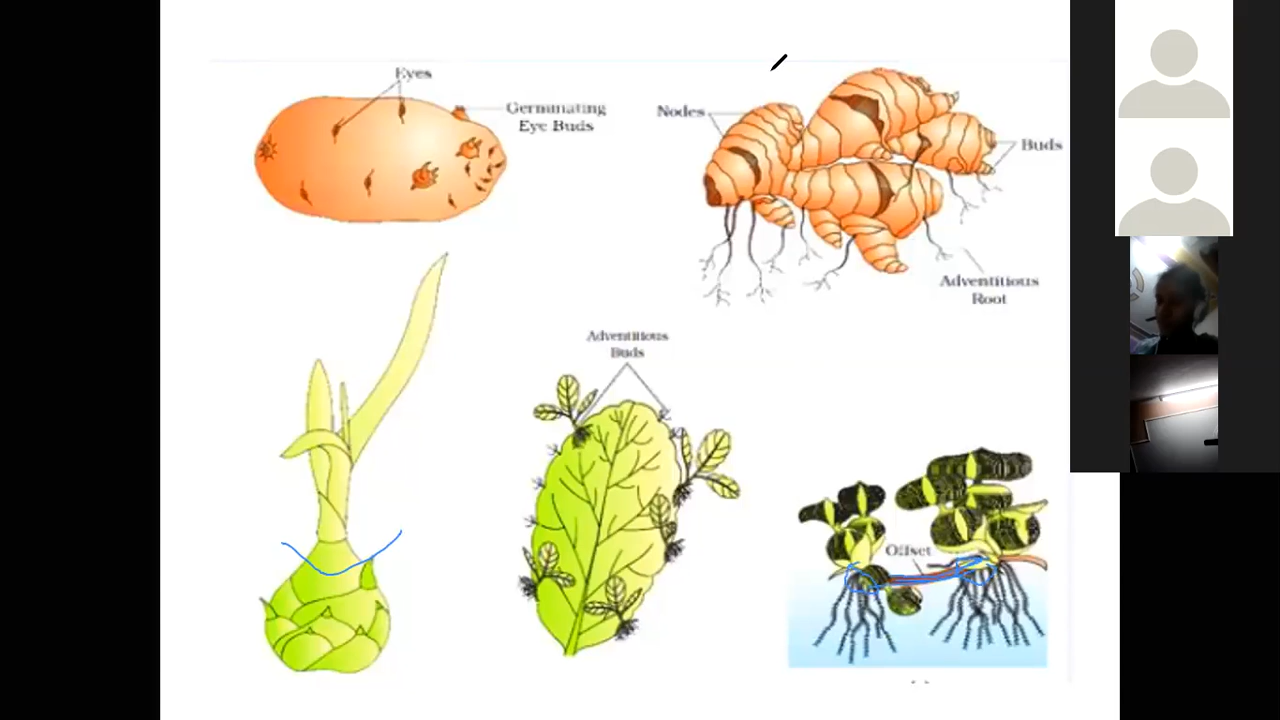 Eyes
Germinating
Eye Buds
Nodes
Buds
Adventitious
Root
Adventitious
Buds
Offset